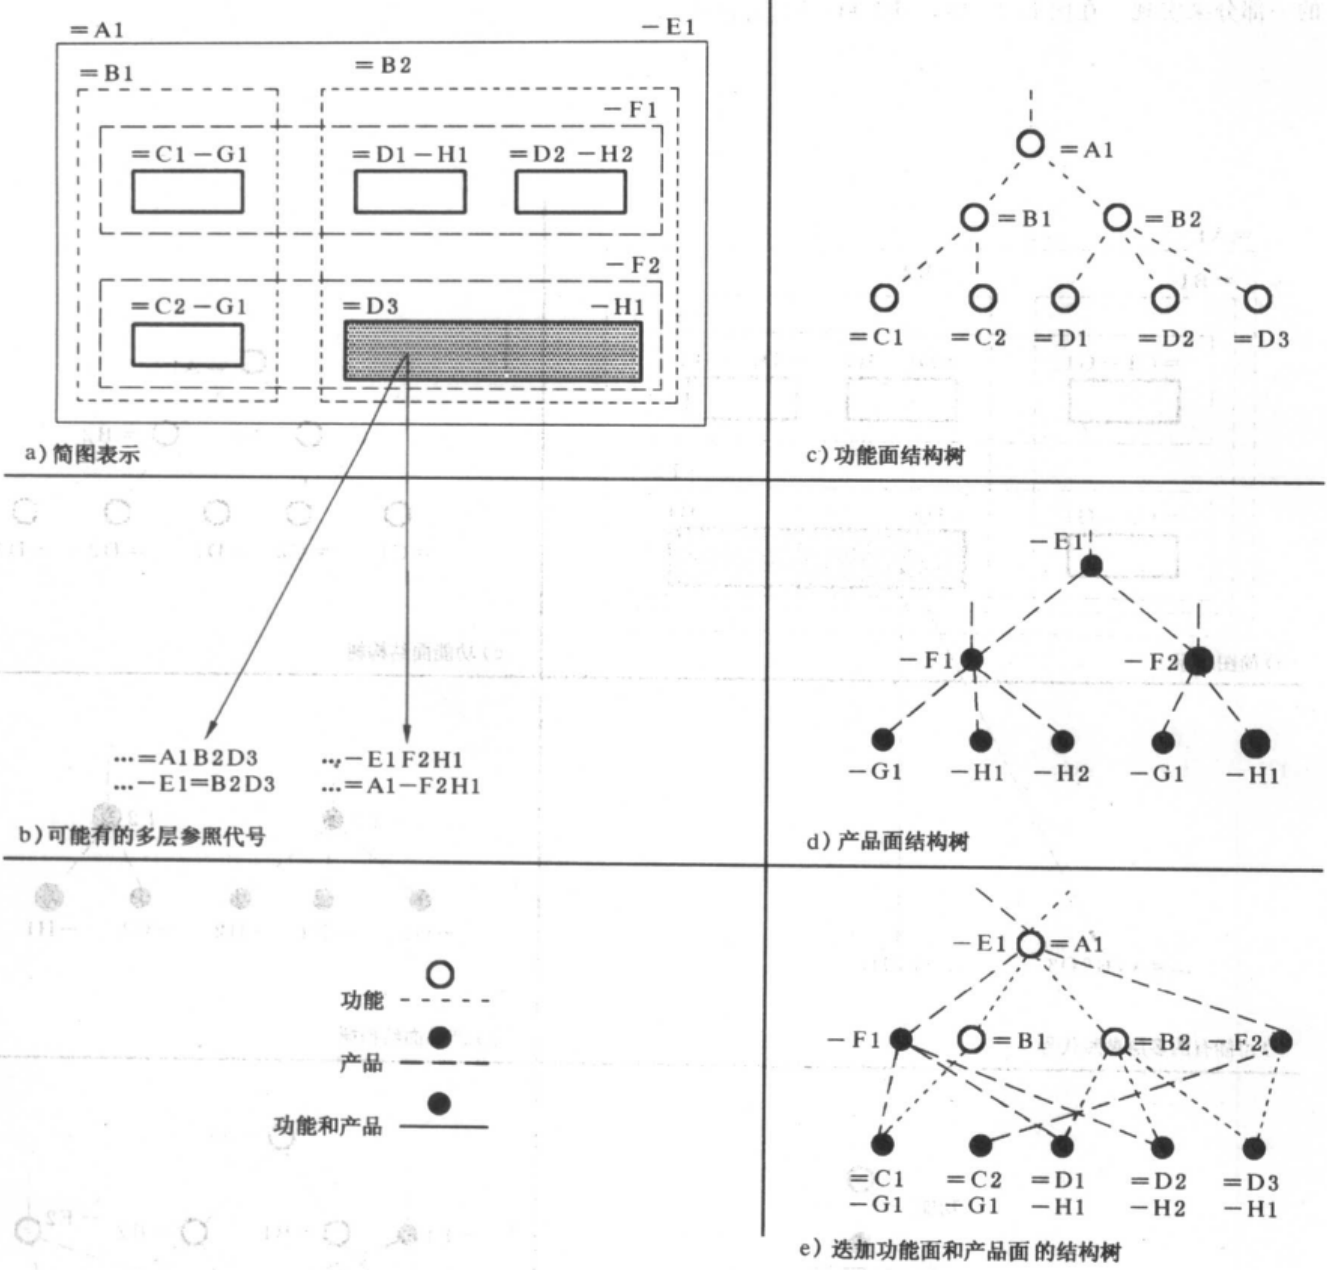 =A1 -E1
=B1 =B2
-F1
=C1-G1 =D1-H1 =D2-H2
-F2
=C2-G1 =D3 -H1
a)简图表示
…=A1B2D3 …-E1F2H1
…-E1=B2D3 …=A1-F2H1
b)可能有的多层参照代号
功能
产品
功能和产品
=A1
=B1 =B2
=C1 =C2 =D1 =D2 =D3
c)功能面结构树
-E1
-F1 -F2
-G1 -H1 -H2 -G1 -H1
d)产品面结构树
-E1 =A1
-F1 =B1 =B2 -F2
=C1 =C2 =D1 =D2 =D3
-G1 -G1 -H1 -H2 -H1
e)迭加功能面和产品面的结构树